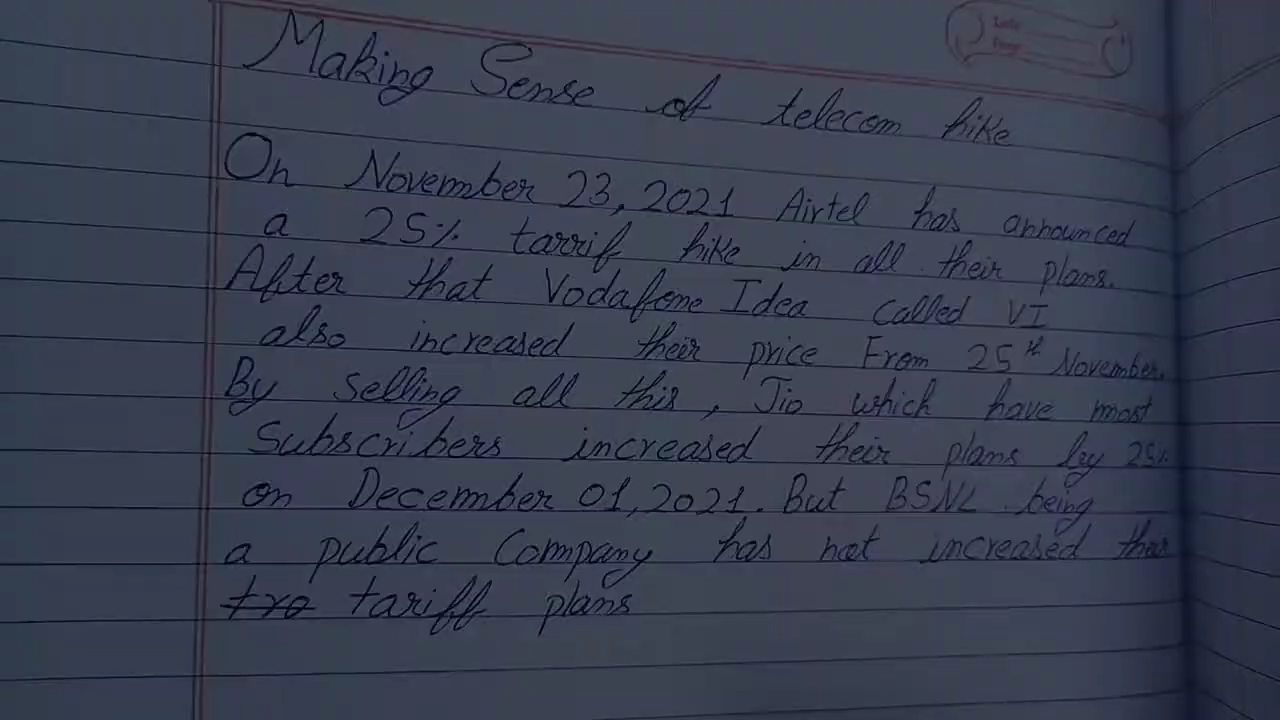 Making Sense of telecom hike
On November 23, 2021 Airtel has announced
a 25% tarrif hike in all their plans.
After that Vodafone Idea called VI
also increased their price From 25th November.
By selling all this, Jio which have most
Subscribers increased their plans by 25%
on December 01, 2021. But BSNL being
a public Company has not increased their
tro tariff plans